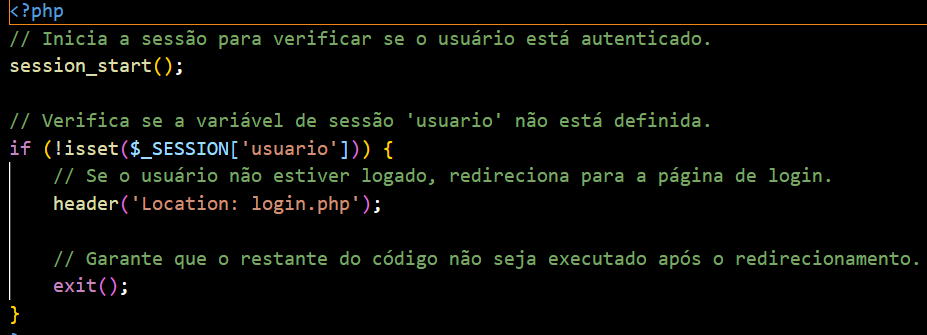 <?php
// Inicia a sessão para verificar se o usuário está autenticado.
session_start();
// Verifica se a variável de sessão 'usuario' não está definida.
if (!isset($_SESSION['usuario'])) {
// Se o usuário não estiver logado, redireciona para a página de login.
header('Location: login.php');
// Garante que o restante do código não seja executado após o redirecionamento.
exit();
}